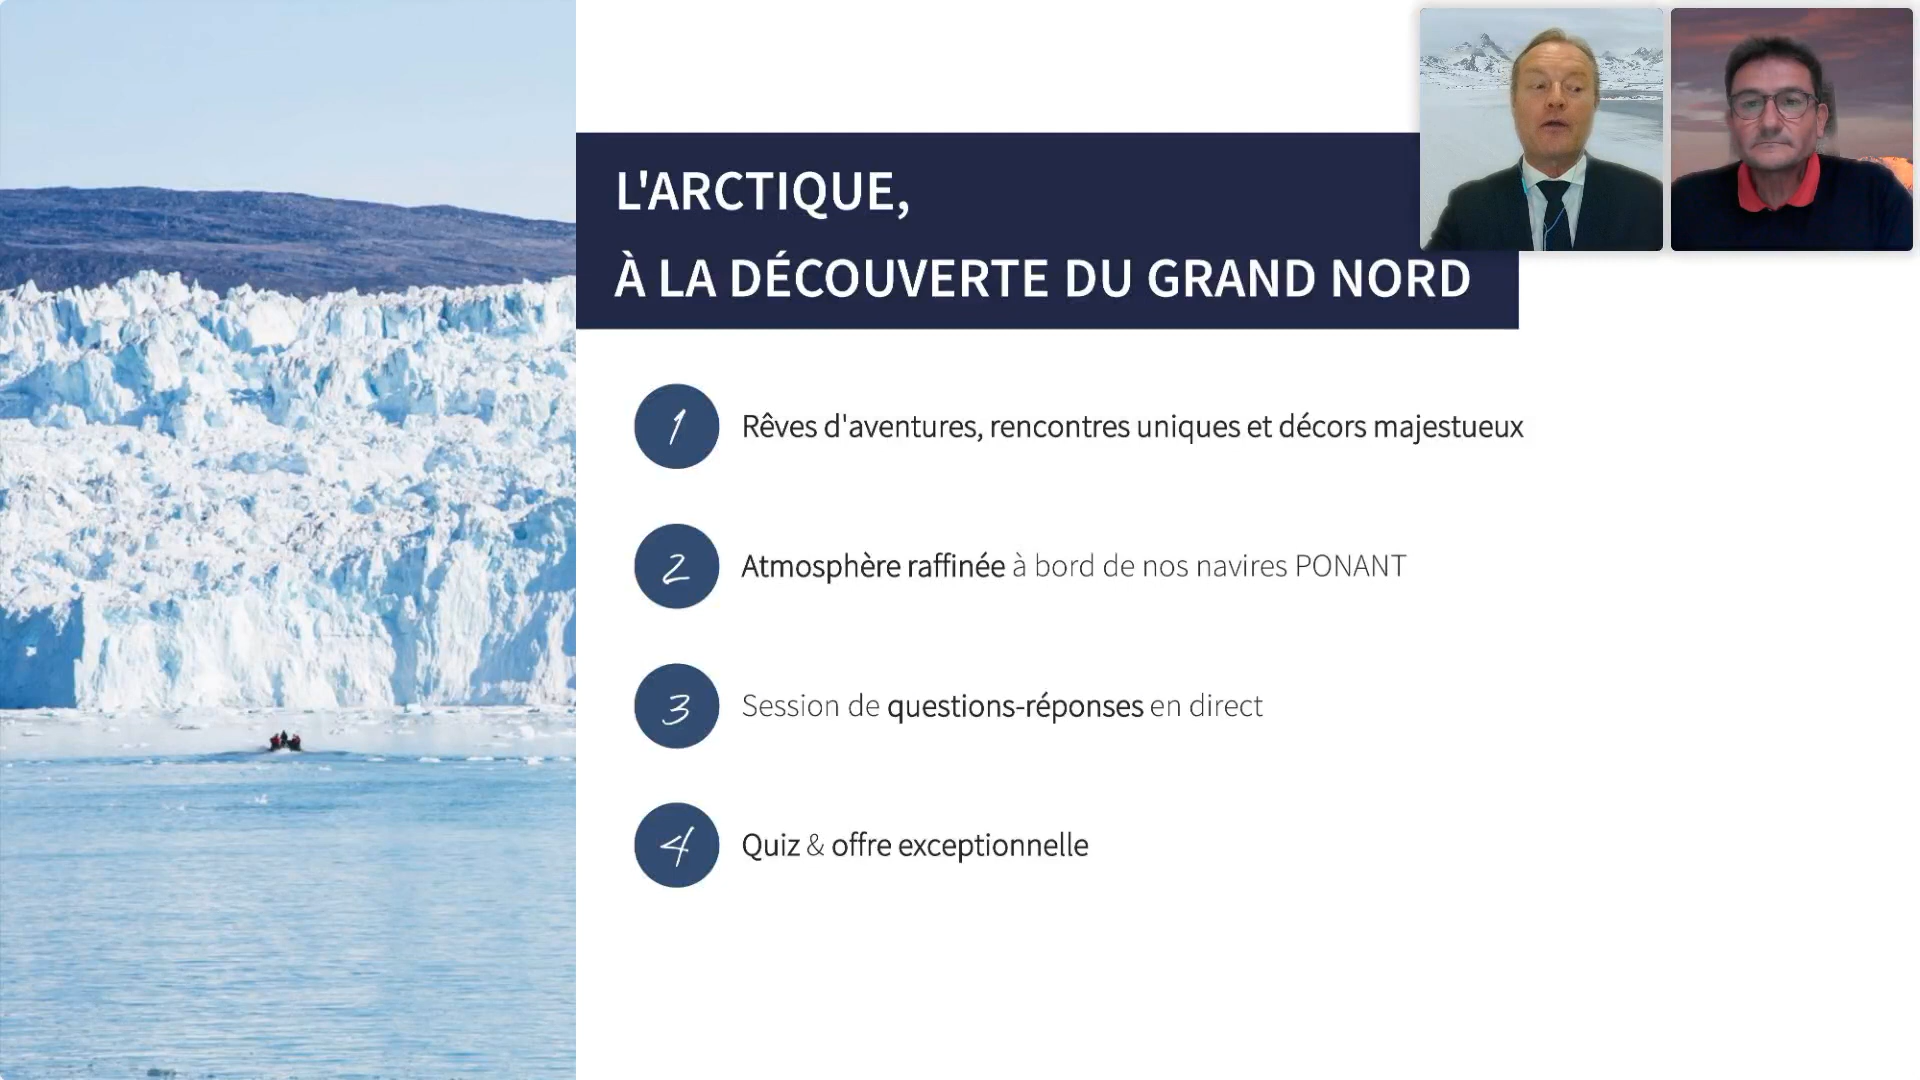 L'ARCTIQUE,
À LA DÉCOUVERTE DU GRAND NORD
1 Rêves d'aventures, rencontres uniques et décors majestueux
2 Atmosphère raffinée à bord de nos navires PONANT
3 Session de questions-réponses en direct
4 Quiz & offre exceptionnelle